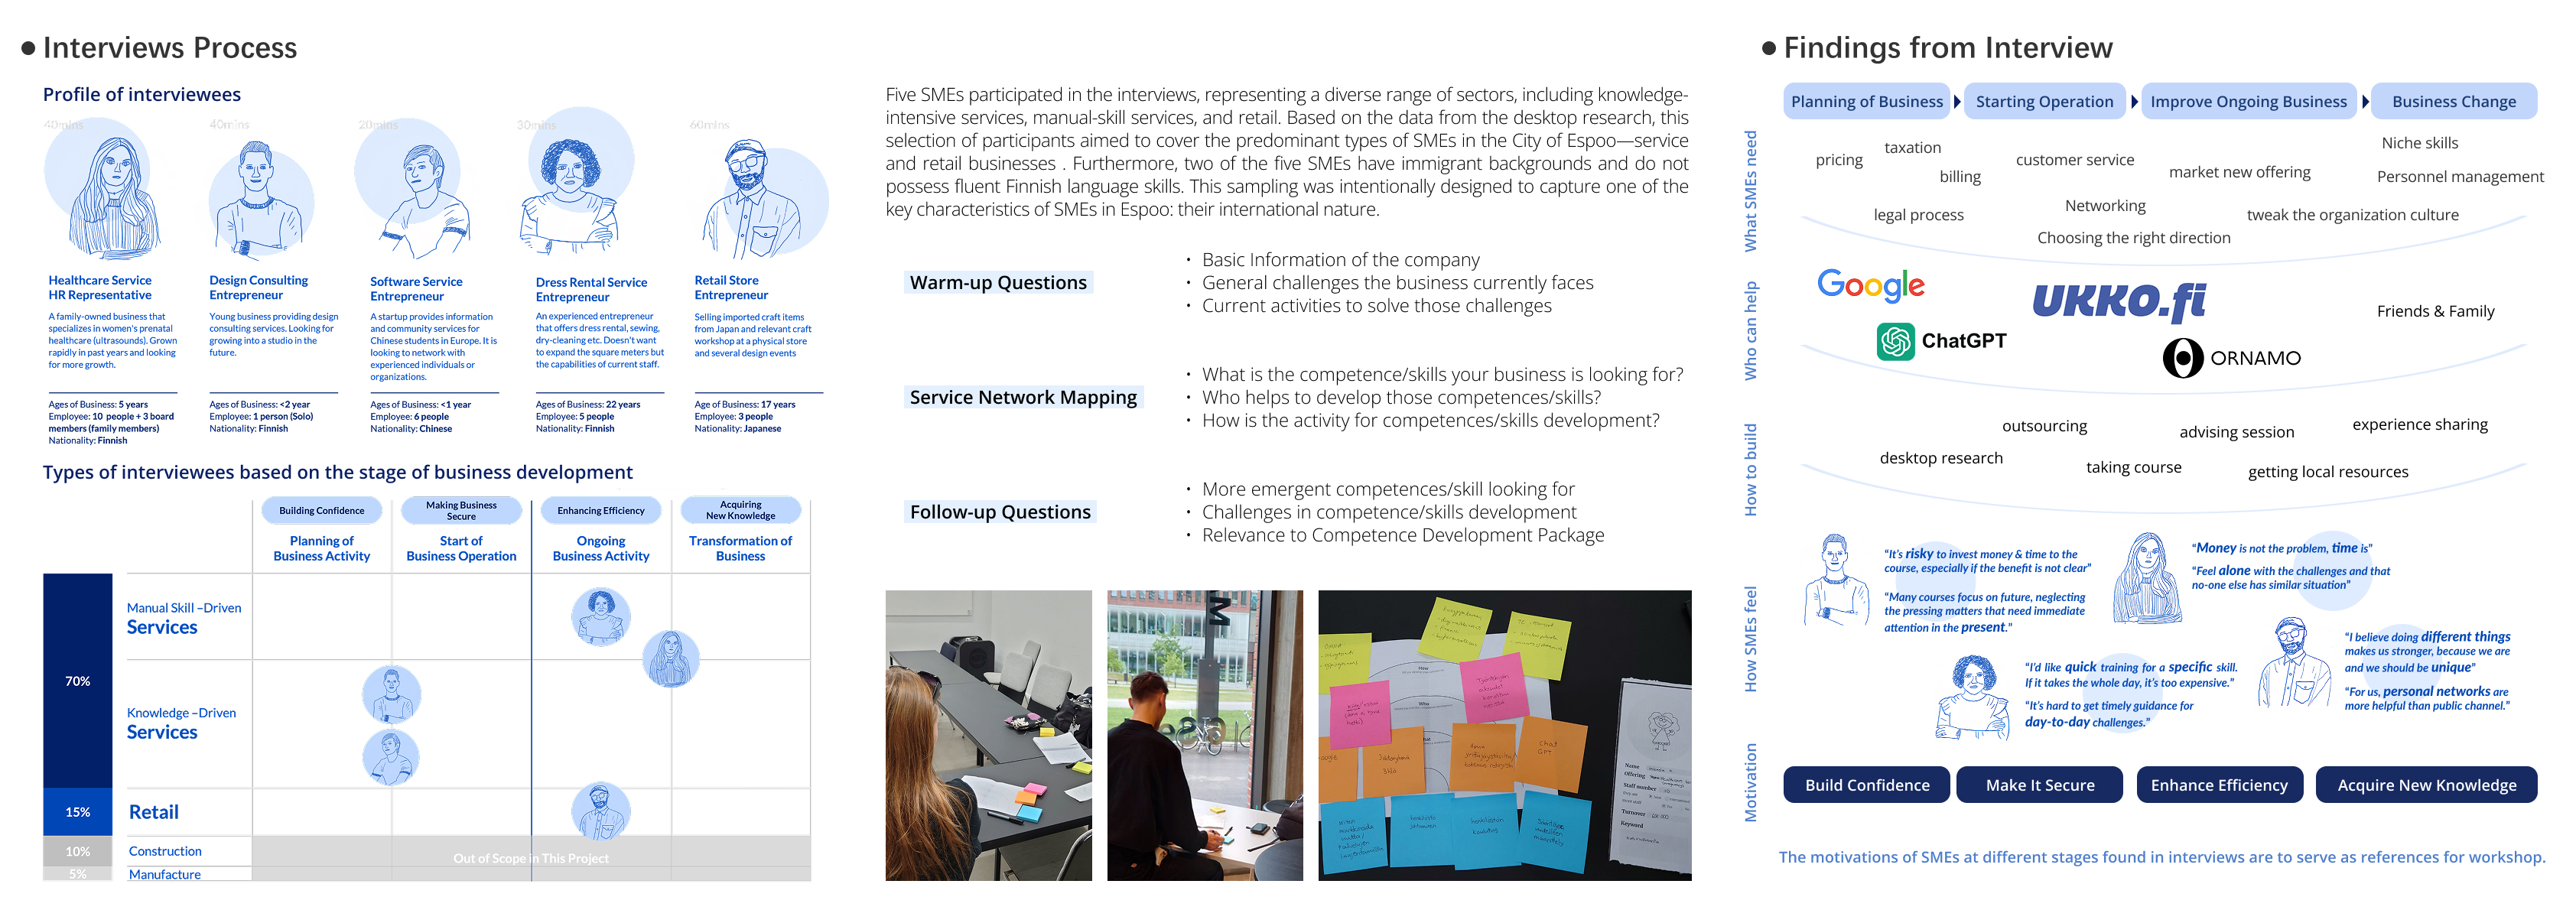 Interviews Process
Profile of interviewees
40mins
40mins
20mins
30mins
60mins
Healthcare Service
HR Representative
A family-owned business that
specializes in women's prenatal
healthcare (ultrasounds). Grown
rapidly in past years and looking
for more growth.
Ages of Business: 5 years
Employee: 10 people + 3 board
members (family members)
Nationality: Finnish
Design Consulting
Entrepreneur
Young business providing design
consulting services. Looking for
growing into a studio in the
future.
Ages of Business: <2 year
Employee: 1 person (Solo)
Nationality: Finnish
Software Service
Entrepreneur
A startup provides information
and community services for
Chinese students in Europe. It is
looking to network with
experienced individuals or
organizations.
Ages of Business: <1 year
Employee: 6 people
Nationality: Chinese
Dress Rental Service
Entrepreneur
An experienced entrepreneur
that offers dress rental, sewing,
dry-cleaning etc. Doesn't want
to expand the square meters but
the capabilities of current staff.
Ages of Business: 22 years
Employee: 5 people
Nationality: Finnish
Retail Store
Entrepreneur
Selling imported craft items
from Japan and relevant craft
workshop at a physical store
and several design events
Age of Business: 17 years
Employee: 3 people
Nationality: Japanese
Types of interviewees based on the stage of business development
Building Confidence
Making Business
Secure
Enhancing Efficiency
Acquiring
New Knowledge
Planning of
Business Activity
Start of
Business Operation
Ongoing
Business Activity
Transformation of
Business
70%
Manual Skill –Driven
Services
Knowledge –Driven
Services
15%
Retail
10%
Construction
Out of Scope in This Project
5%
Manufacture
Five SMEs participated in the interviews, representing a diverse range of sectors, including knowledge-
intensive services, manual-skill services, and retail. Based on the data from the desktop research, this
selection of participants aimed to cover the predominant types of SMEs in the City of Espoo—service
and retail businesses . Furthermore, two of the five SMEs have immigrant backgrounds and do not
possess fluent Finnish language skills. This sampling was intentionally designed to capture one of the
key characteristics of SMEs in Espoo: their international nature.
Warm-up Questions
• Basic Information of the company
• General challenges the business currently faces
• Current activities to solve those challenges
Service Network Mapping
• What is the competence/skills your business is looking for?
• Who helps to develop those competences/skills?
• How is the activity for competences/skills development?
Follow-up Questions
• More emergent competences/skill looking for
• Challenges in competence/skills development
• Relevance to Competence Development Package
How
Who
Chat
GPT
Name
Offering
Staff number
Turnover
Keyword
Findings from Interview
Planning of Business
Starting Operation
Improve Ongoing Business
Business Change
What SMEs need
pricing
taxation
billing
legal process
customer service
Networking
Choosing the right direction
market new offering
tweak the organization culture
Niche skills
Personnel management
Who can help
Google
ChatGPT
UKKO.fi
ORNAMO
Friends & Family
How to build
desktop research
outsourcing
taking course
advising session
getting local resources
experience sharing
How SMEs feel
"It's risky to invest money & time to the
course, especially if the benefit is not clear"
"Many courses focus on future, neglecting
the pressing matters that need immediate
attention in the present."
"Money is not the problem, time is"
"Feel alone with the challenges and that
no-one else has similar situation"
"I'd like quick training for a specific skill.
If it takes the whole day, it's too expensive."
"It's hard to get timely guidance for
day-to-day challenges."
"I believe doing different things
makes us stronger, because we are
and we should be unique"
"For us, personal networks are
more helpful than public channel."
Motivation
Build Confidence
Make It Secure
Enhance Efficiency
Acquire New Knowledge
The motivations of SMEs at different stages found in interviews are to serve as references for workshop.